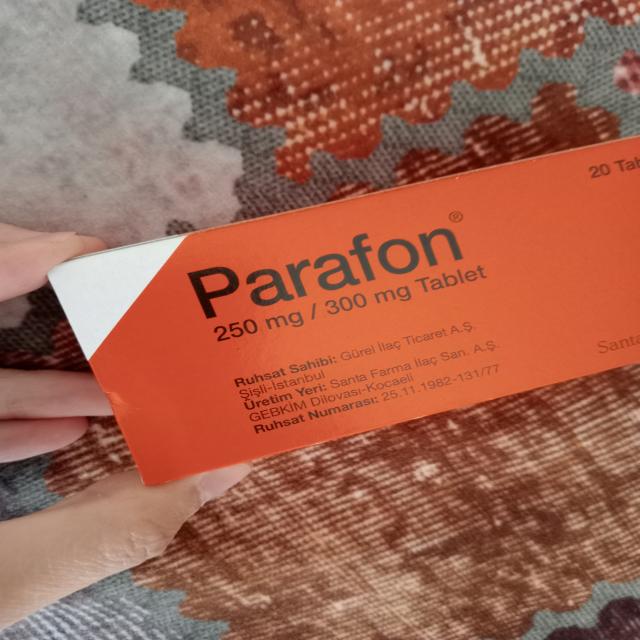 20 Tab
Parafon®
250 mg / 300 mg Tablet
Ruhsat Sahibi: Gürel İlaç Ticaret A.Ş.
Şişli-İstanbul
Üretim Yeri: Santa Farma İlaç San. A.Ş.
GEBKİM Dilovası-Kocaeli
Ruhsat Numarası: 25.11.1982-131/77
Santa